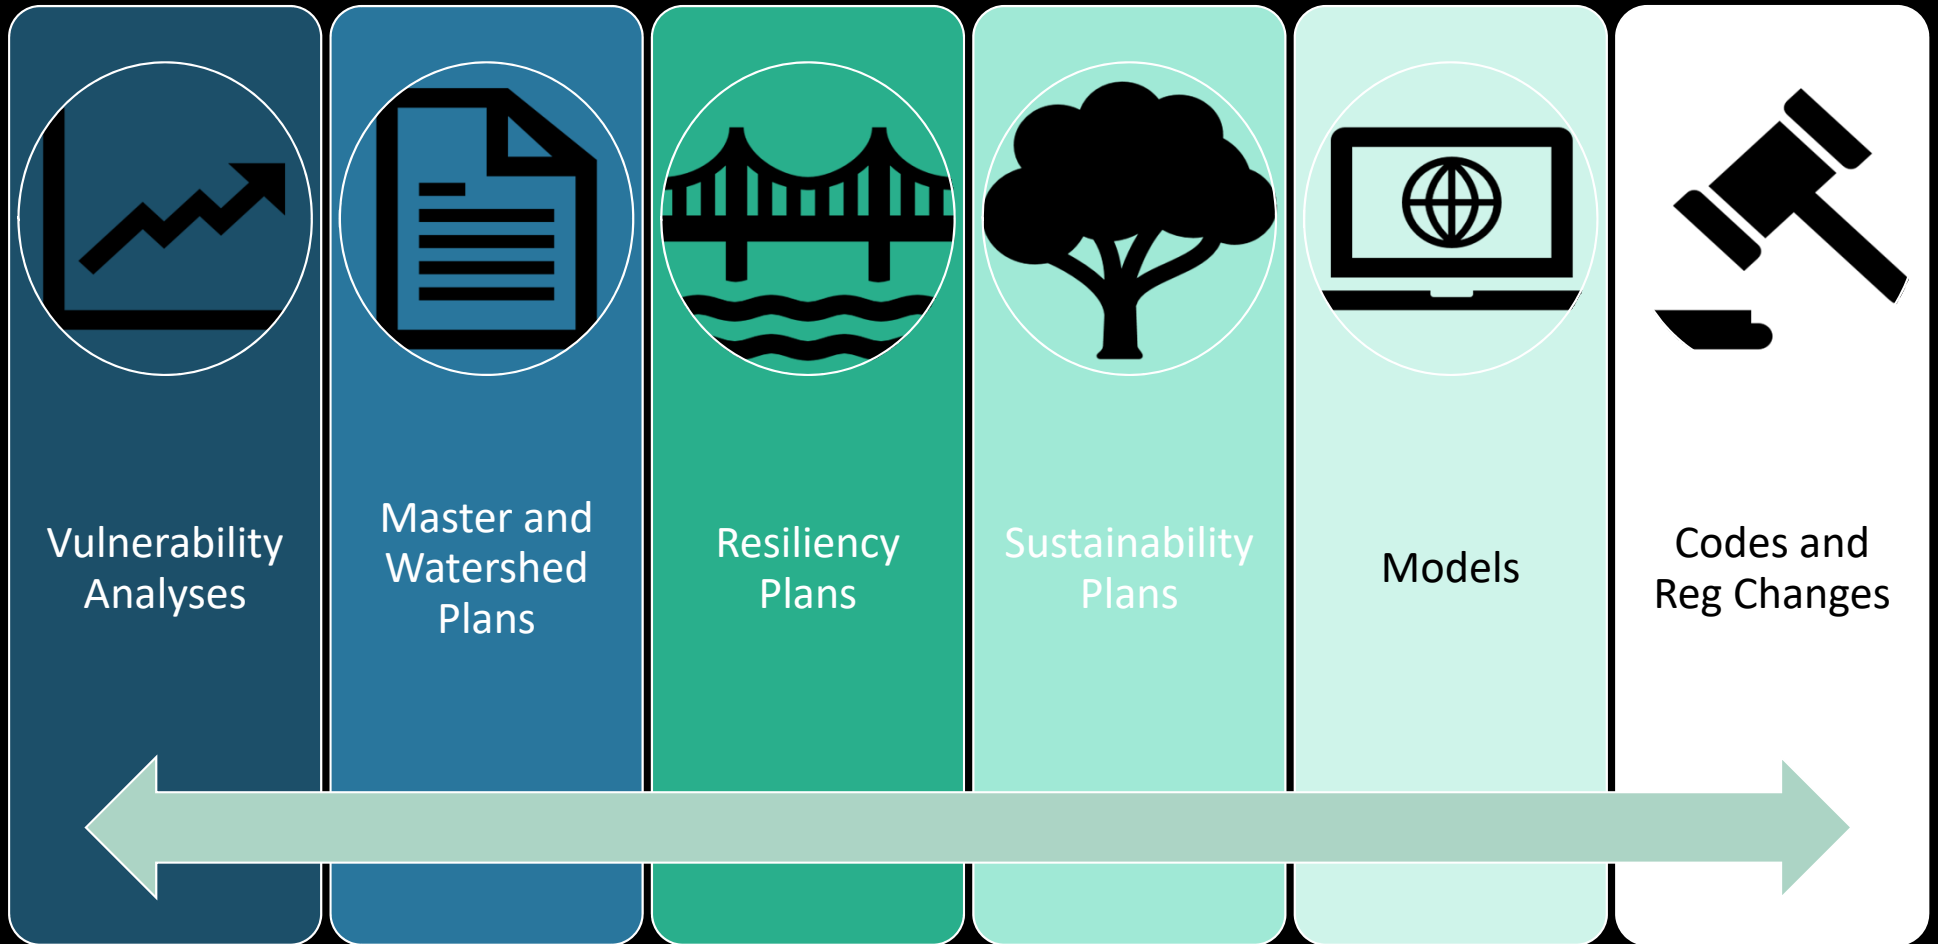 Vulnerability
Analyses
Master and
Watershed
Plans
Resiliency
Plans
Sustainability
Plans
Models
Codes and
Reg Changes